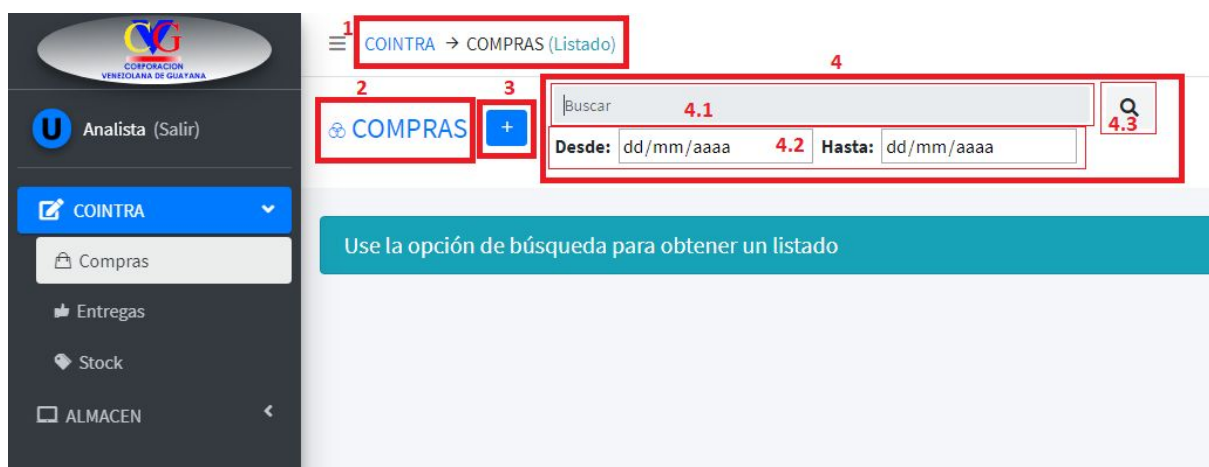 CVG
CORPORACION
VENEZOLANA DE GUAYANA
Analista (Salir)
COINTRA
Compras
Entregas
Stock
ALMACEN
1
COINTRA → COMPRAS (Listado)
2
COMPRAS
3
+
4
Buscar
4.1
4.3
Desde: dd/mm/aaaa
4.2
Hasta: dd/mm/aaaa
Use la opción de búsqueda para obtener un listado